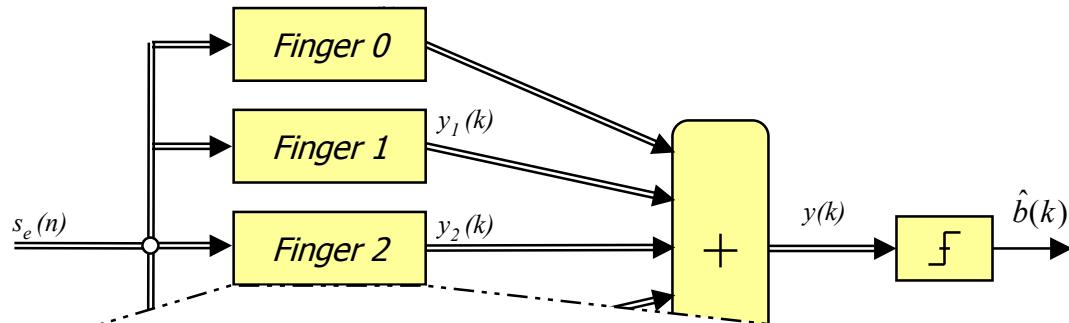 Finger 0
y₁(k)
Finger 1
sₑ(n)
y₂(k)
y(k)
b̂(k)
Finger 2
+